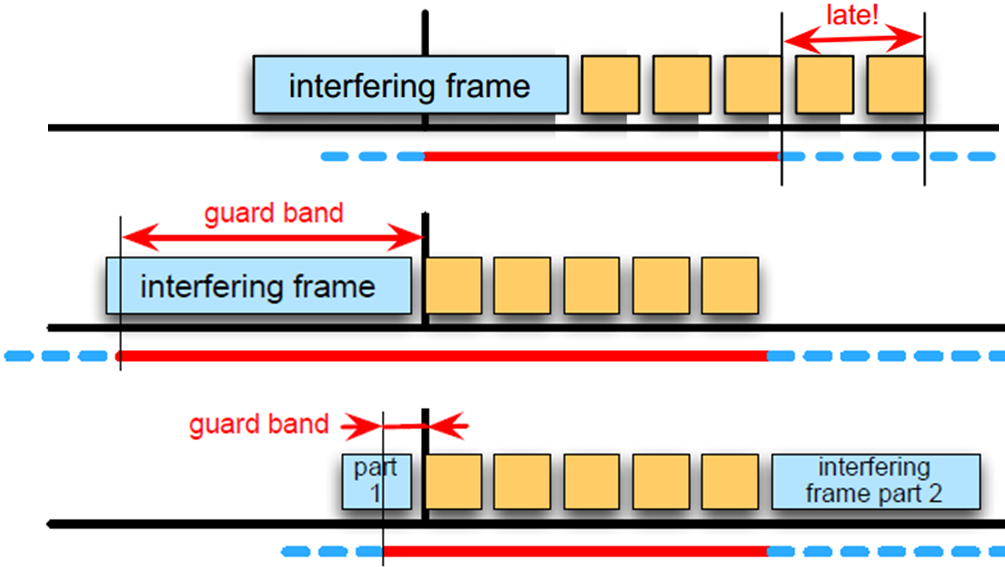 late!
interfering frame
guard band
interfering frame
guard band
part
1
interfering
frame part 2